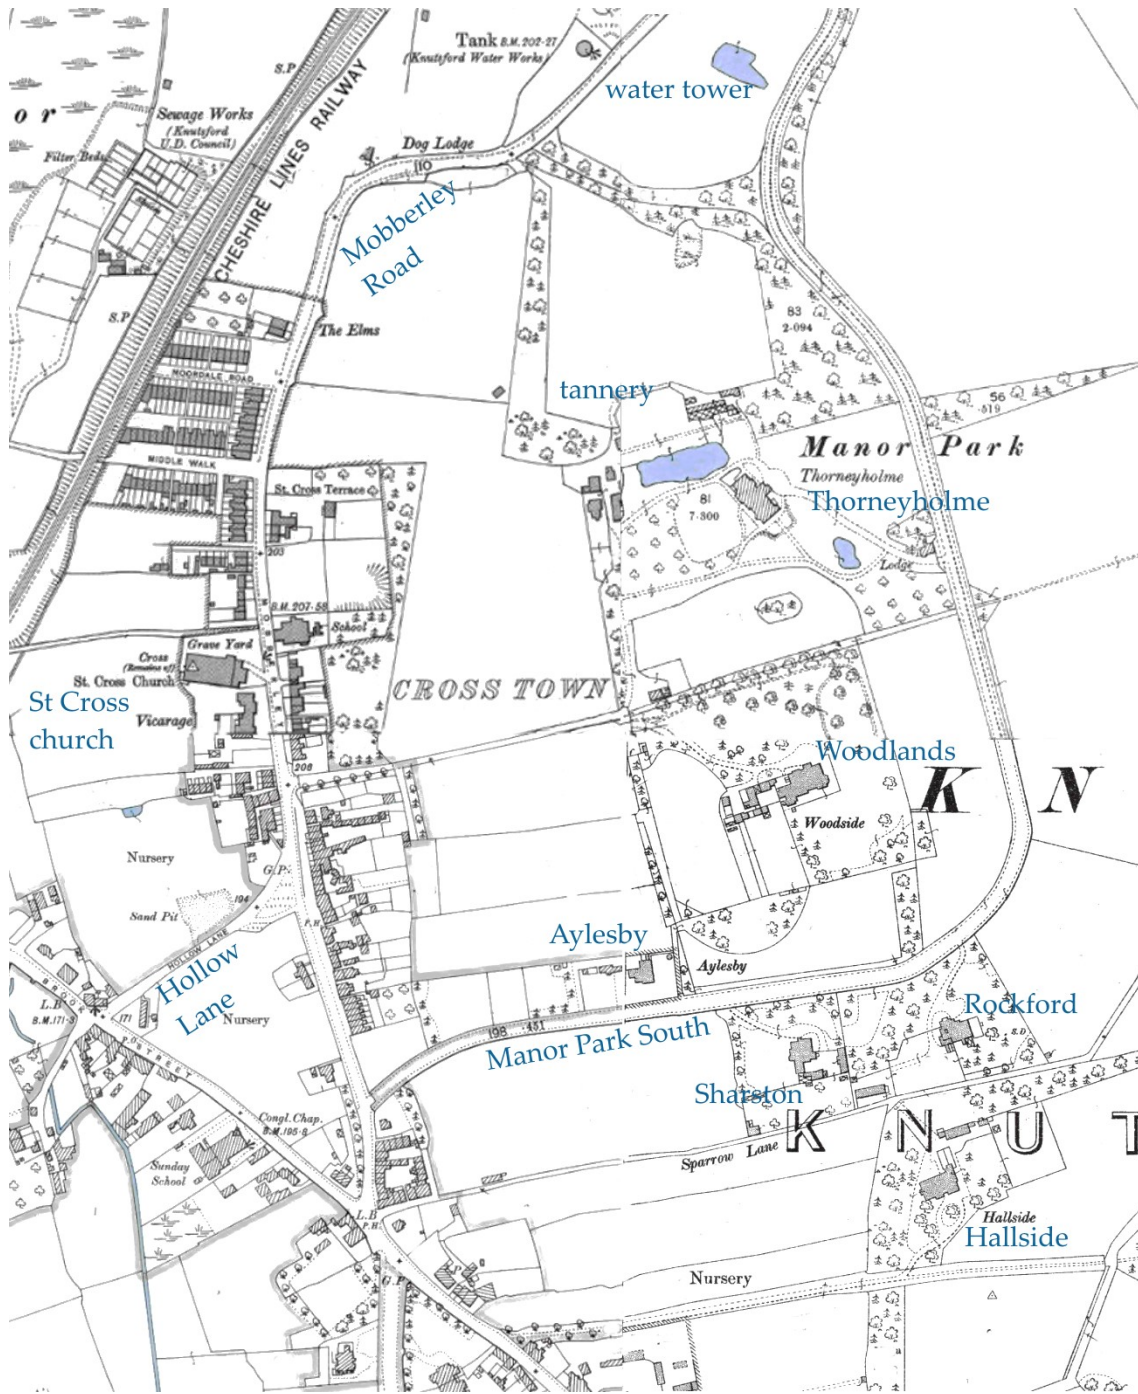 Tank B.M. 202·27
(Knutsford Water Works)
water tower
S.P
CHESHIRE LINES RAILWAY
or
Sewage Works
(Knutsford
U.D. Council)
Filter Beds
Dog Lodge
110
Mobberley
Road
S.P.
The Elms
83
2·094
MOORDALE ROAD
tannery
56
·519
Manor Park
Thorneyholme
Thorneyholme
MIDDLE WALK
St. Cross Terrace
81
7·300
203
Lodge
B.M. 207·58
School
Grave Yard
Cross
(Remains of)
St. Cross Church
CROSS TOWN
St Cross
church
Vicarage
208
Woodlands
K N
Woodside
Nursery
G.P.
194
Sand Pit
P.H.
HOLLOW LANE
Hollow
Lane
Aylesby
Aylesby
BROOK
STREET
L.B.
B.M.171·3
171
Nursery
198
·451
Manor Park South
Rockford
S.D.
Sharston
Congl. Chap.
B.M.195·8
K N U T
Sparrow Lane
Sunday
School
L.B
P.H.
Hallside
Hallside
G.P
P
Nursery